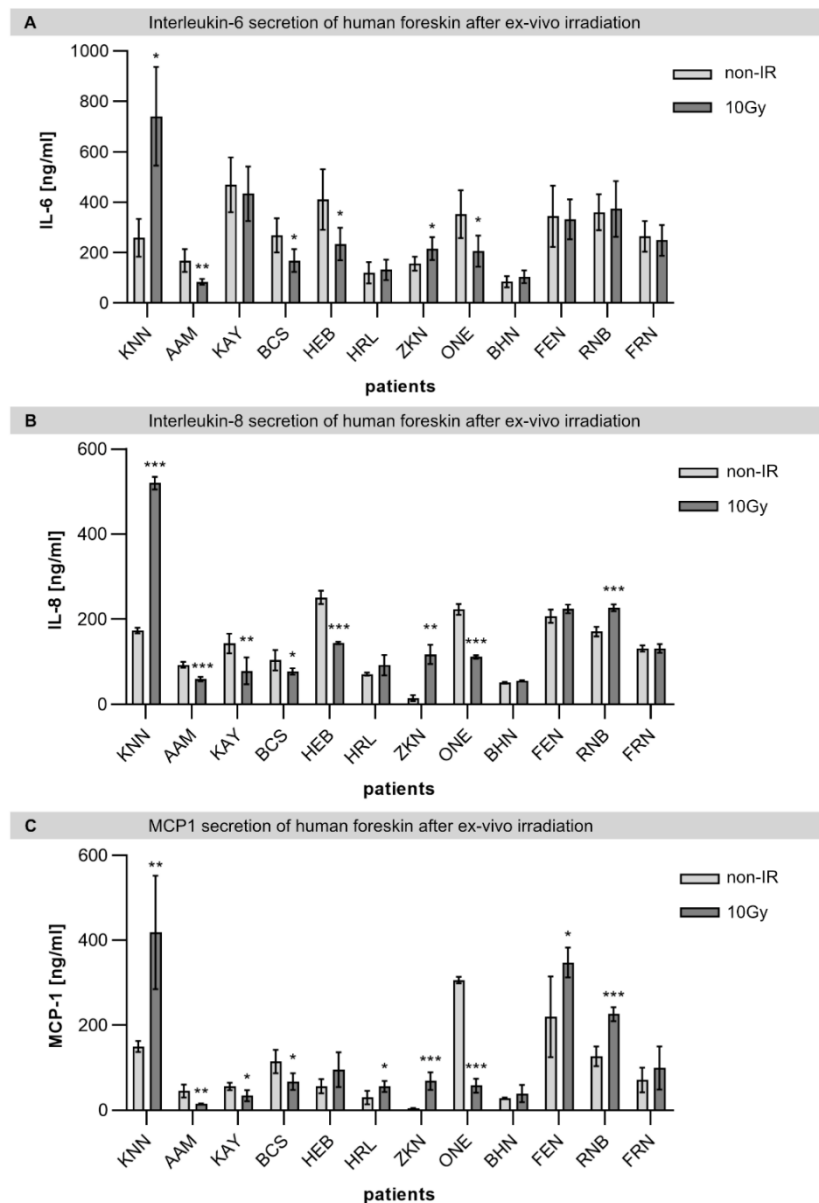 A Interleukin-6 secretion of human foreskin after ex-vivo irradiation
1000
800
600
400
200
0
IL-6 [ng/ml]
non-IR
10Gy
*
**
*
*
*
*
KNN AAM KAY BCS HEB HRL ZKN ONE BHN FEN RNB FRN
patients
B Interleukin-8 secretion of human foreskin after ex-vivo irradiation
600
400
200
0
IL-8 [ng/ml]
non-IR
10Gy
***
***
**
*
***
**
***
***
KNN AAM KAY BCS HEB HRL ZKN ONE BHN FEN RNB FRN
patients
C MCP1 secretion of human foreskin after ex-vivo irradiation
600
400
200
0
MCP-1 [ng/ml]
non-IR
10Gy
**
**
*
*
*
***
***
*
***
KNN AAM KAY BCS HEB HRL ZKN ONE BHN FEN RNB FRN
patients